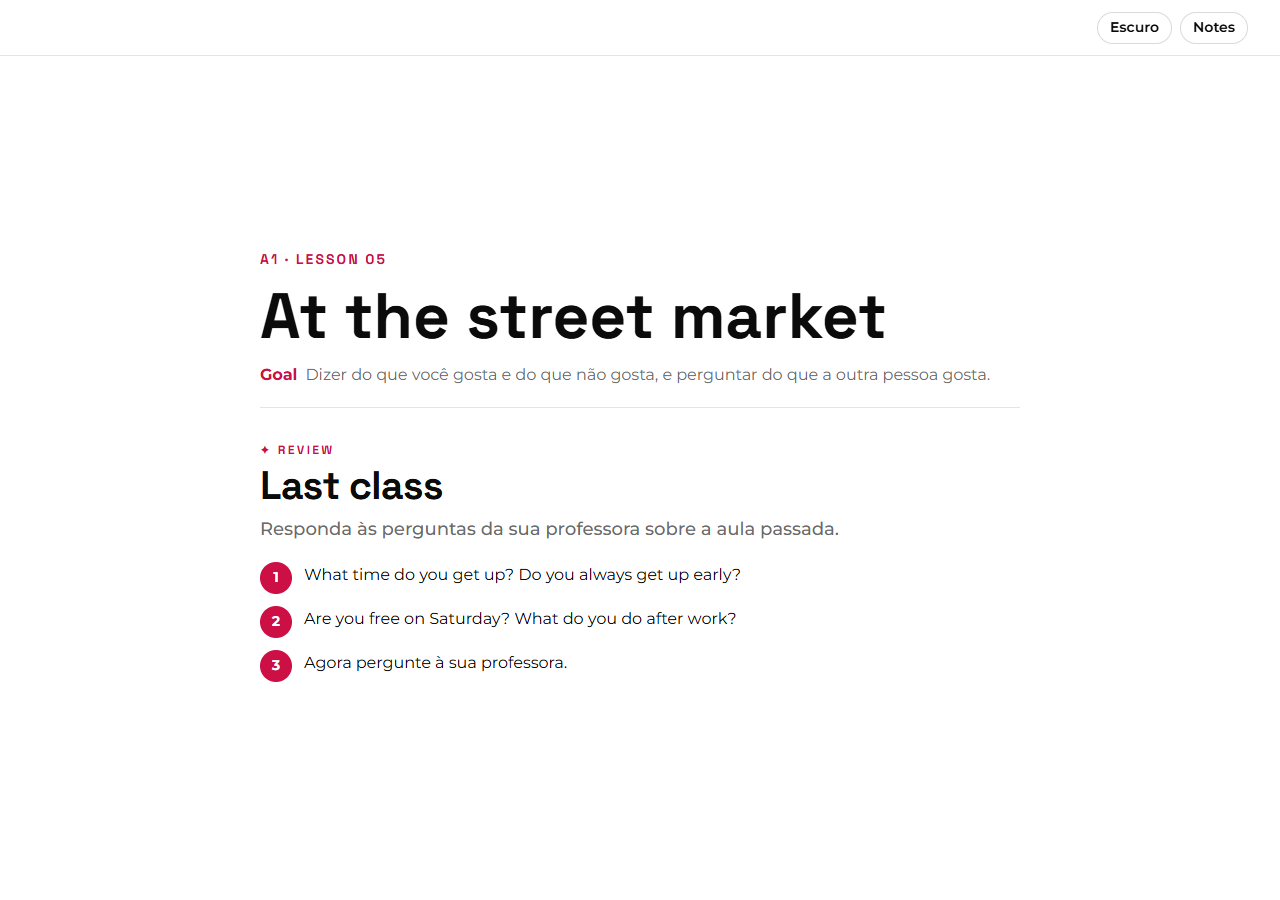 Escuro
Notes
A1 · LESSON 05
At the street market
Goal Dizer do que você gosta e do que não gosta, e perguntar do que a outra pessoa gosta.
✦ REVIEW
Last class
Responda às perguntas da sua professora sobre a aula passada.
1 What time do you get up? Do you always get up early?
2 Are you free on Saturday? What do you do after work?
3 Agora pergunte à sua professora.